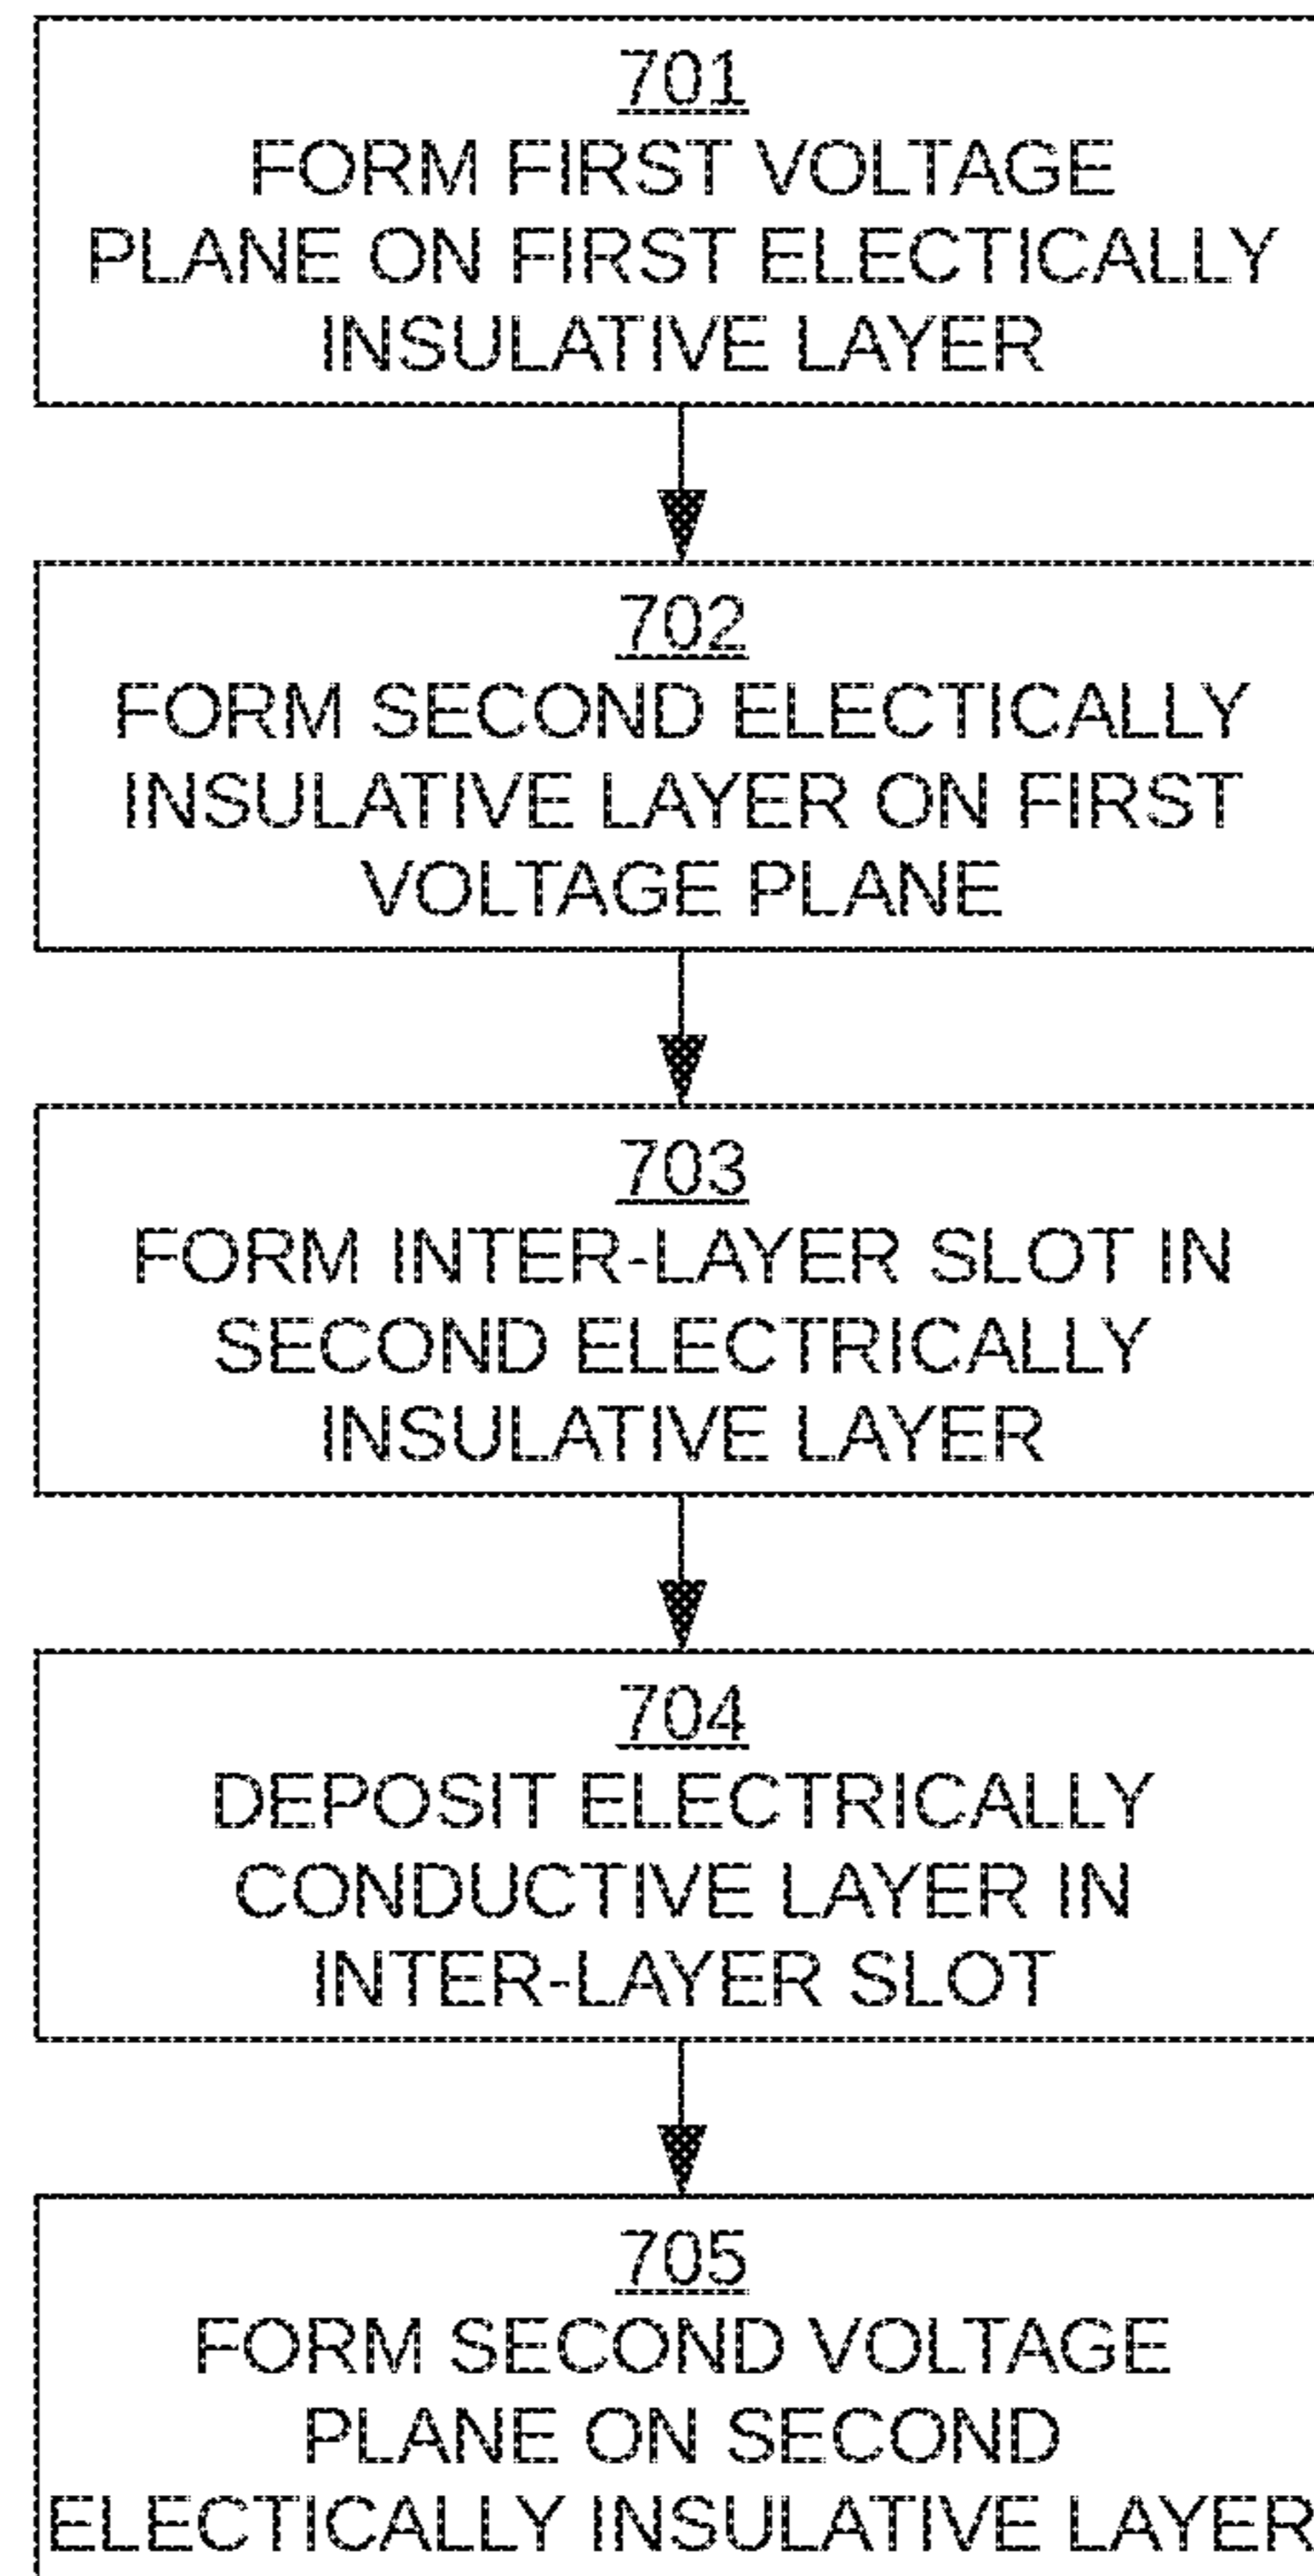 701
FORM FIRST VOLTAGE
PLANE ON FIRST ELECTICALLY
INSULATIVE LAYER
702
FORM SECOND ELECTICALLY
INSULATIVE LAYER ON FIRST
VOLTAGE PLANE
703
FORM INTER-LAYER SLOT IN
SECOND ELECTRICALLY
INSULATIVE LAYER
704
DEPOSIT ELECTRICALLY
CONDUCTIVE LAYER IN
INTER-LAYER SLOT
705
FORM SECOND VOLTAGE
PLANE ON SECOND
ELECTICALLY INSULATIVE LAYER